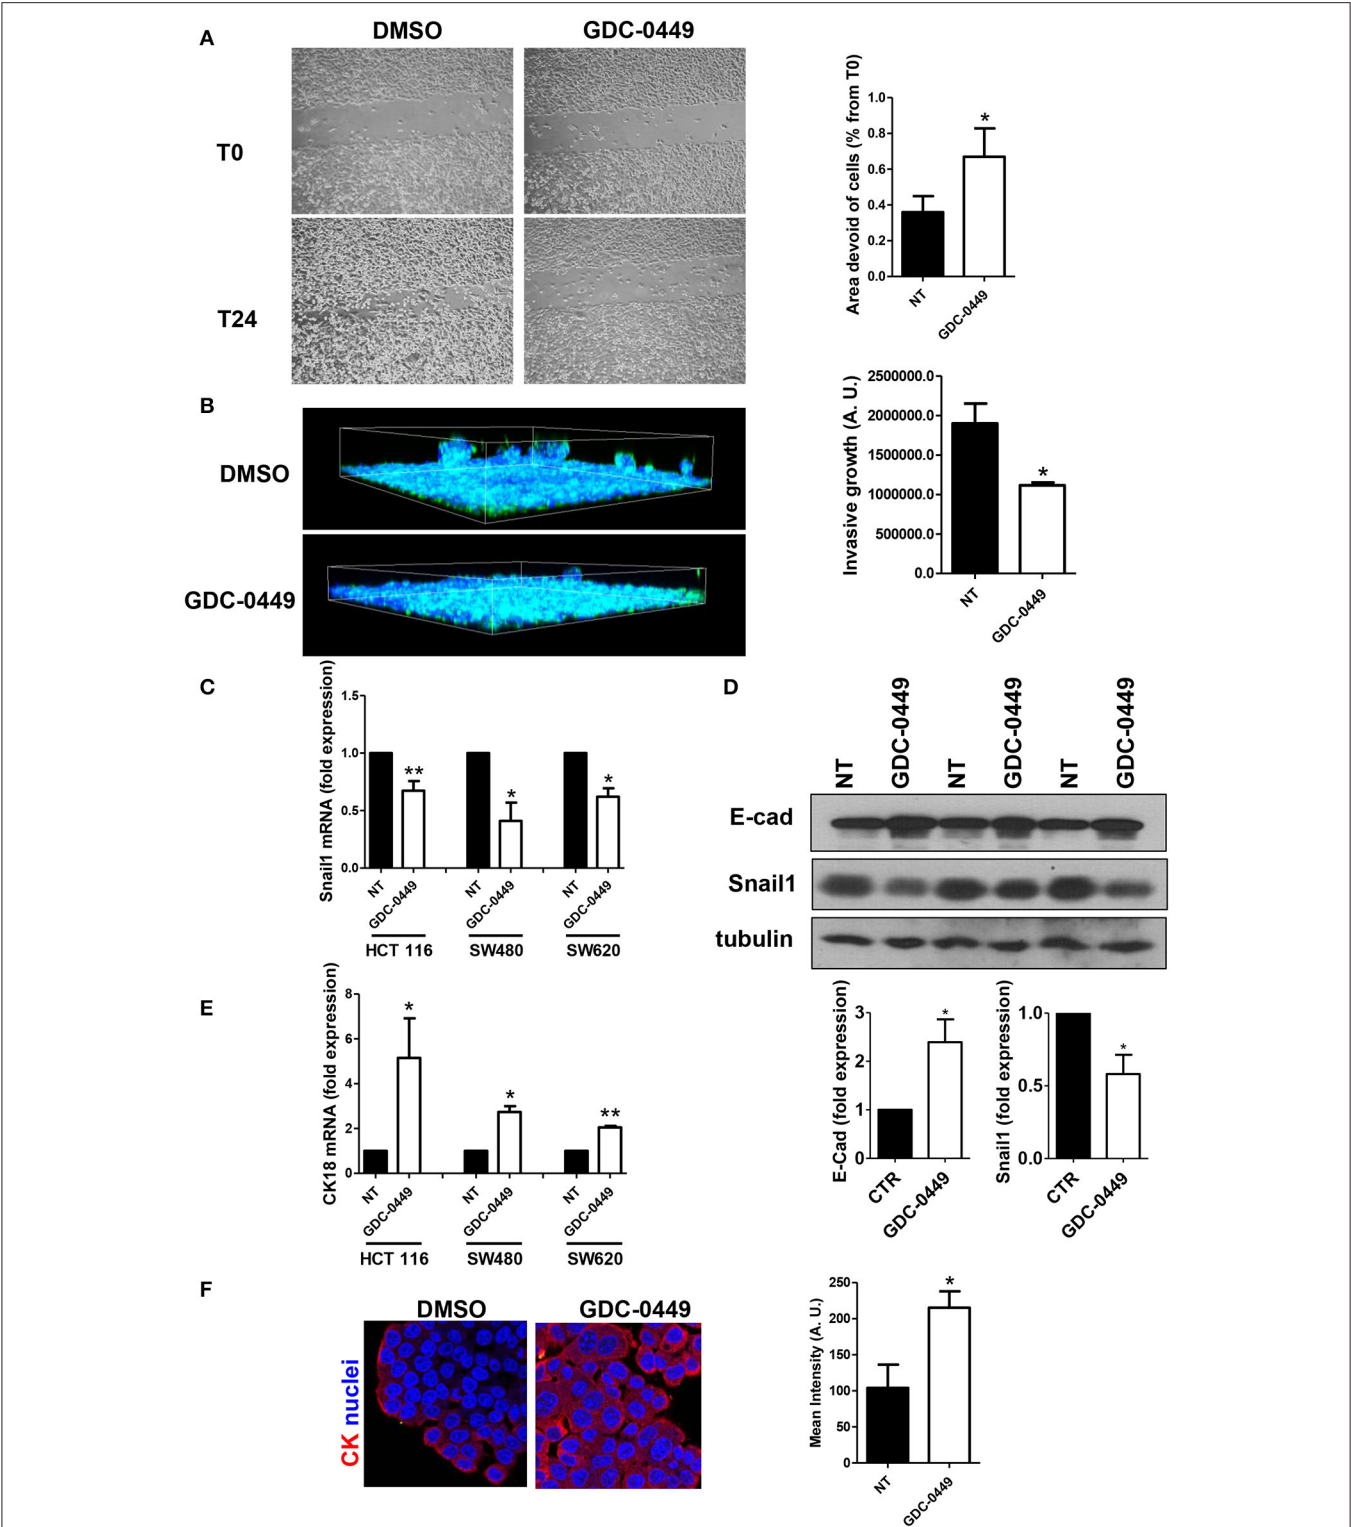 A
DMSO
GDC-0449
T0
T24
Area devoid of cells (% from T0)
1.0
0.8
0.6
0.4
0.2
0.0
*
NT
GDC-0449
B
DMSO
GDC-0449
Invasive growth (A. U.)
2500000.0
2000000.0
1500000.0
1000000.0
500000.0
0.0
*
NT
GDC-0449
C
Snail1 mRNA (fold expression)
1.5
1.0
0.5
0.0
**
*
*
NT
GDC-0449
NT
GDC-0449
NT
GDC-0449
HCT 116
SW480
SW620
D
NT
GDC-0449
NT
GDC-0449
NT
GDC-0449
E-cad
Snail1
tubulin
E-Cad (fold expression)
3
2
1
0
*
CTR
GDC-0449
Snail1 (fold expression)
1.0
0.5
0.0
*
CTR
GDC-0449
E
CK18 mRNA (fold expression)
8
6
4
2
0
*
*
**
NT
GDC-0449
NT
GDC-0449
NT
GDC-0449
HCT 116
SW480
SW620
F
DMSO
GDC-0449
CK nuclei
Mean Intensity (A. U.)
250
200
150
100
50
0
*
NT
GDC-0449